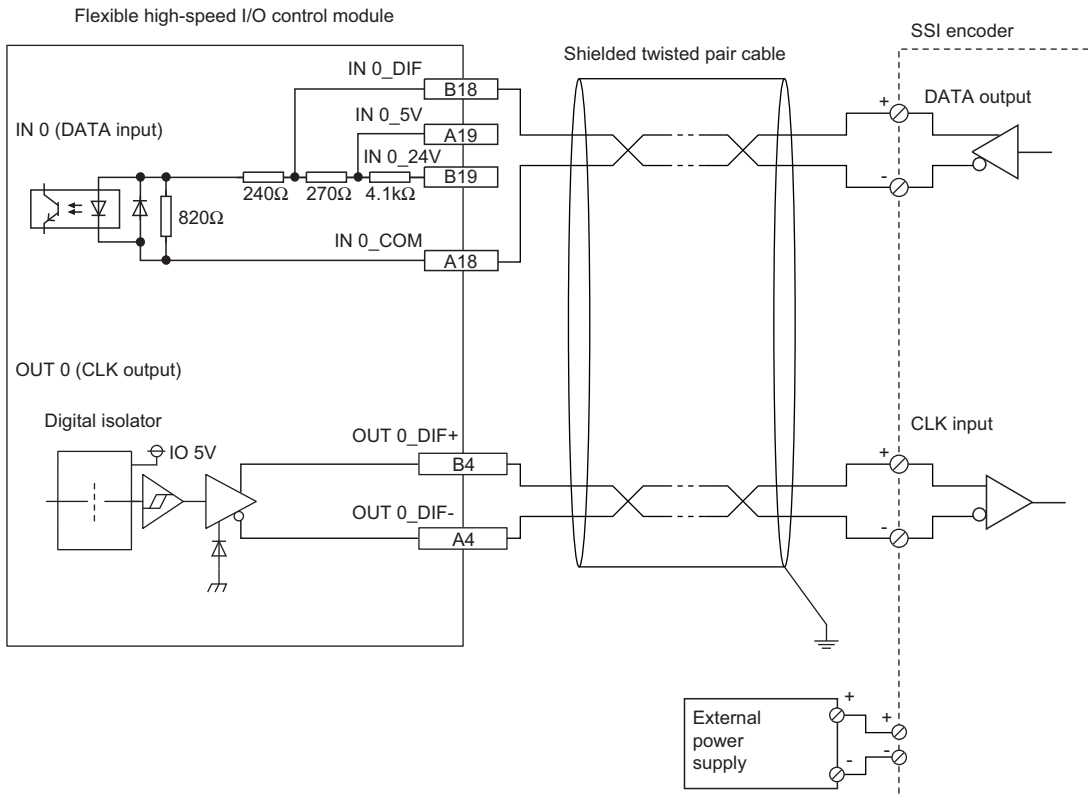 Flexible high-speed I/O control module
SSI encoder
Shielded twisted pair cable
IN 0_DIF
B18
+
DATA output
IN 0 (DATA input)
IN 0_5V
A19
IN 0_24V
B19
-
240Ω
270Ω
4.1kΩ
820Ω
IN 0_COM
A18
OUT 0 (CLK output)
Digital isolator
IO 5V
OUT 0_DIF+
B4
+
CLK input
OUT 0_DIF-
A4
-
External
power
supply
+
+
-
-